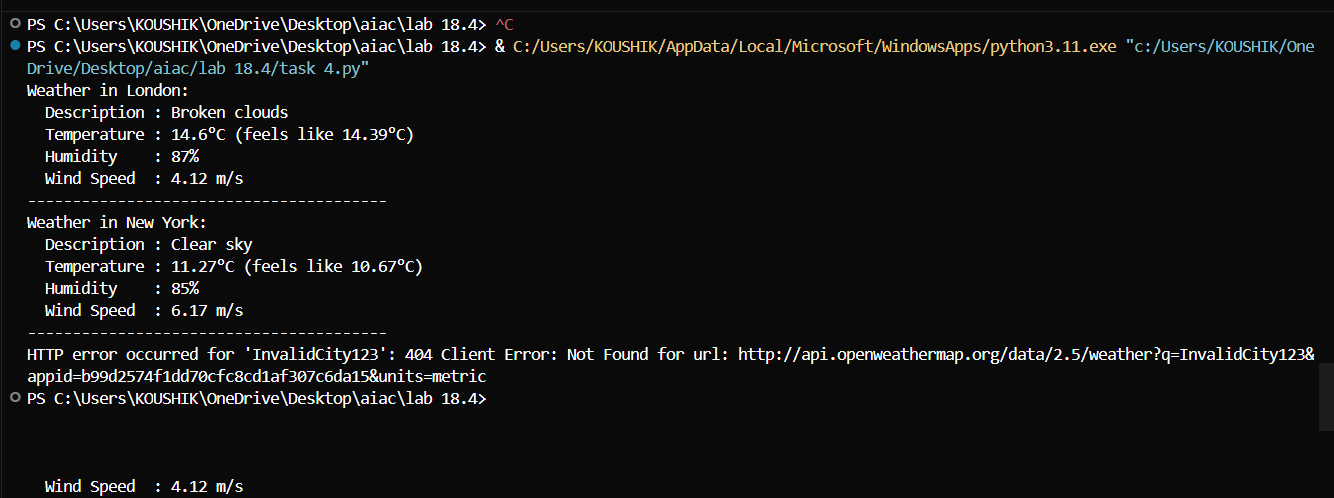 PS C:\Users\KOUSHIK\OneDrive\Desktop\aiac\lab 18.4> ^C
PS C:\Users\KOUSHIK\OneDrive\Desktop\aiac\lab 18.4> & C:/Users/KOUSHIK/AppData/Local/Microsoft/WindowsApps/python3.11.exe "c:/Users/KOUSHIK/One
Drive/Desktop/aiac/lab 18.4/task 4.py"
Weather in London:
  Description : Broken clouds
  Temperature : 14.6°C (feels like 14.39°C)
  Humidity    : 87%
  Wind Speed  : 4.12 m/s
----------------------------------------
Weather in New York:
  Description : Clear sky
  Temperature : 11.27°C (feels like 10.67°C)
  Humidity    : 85%
  Wind Speed  : 6.17 m/s
----------------------------------------
HTTP error occurred for 'InvalidCity123': 404 Client Error: Not Found for url: http://api.openweathermap.org/data/2.5/weather?q=InvalidCity123&
appid=b99d2574f1dd70cfc8cd1af307c6da15&units=metric
PS C:\Users\KOUSHIK\OneDrive\Desktop\aiac\lab 18.4>
  Wind Speed  : 4.12 m/s